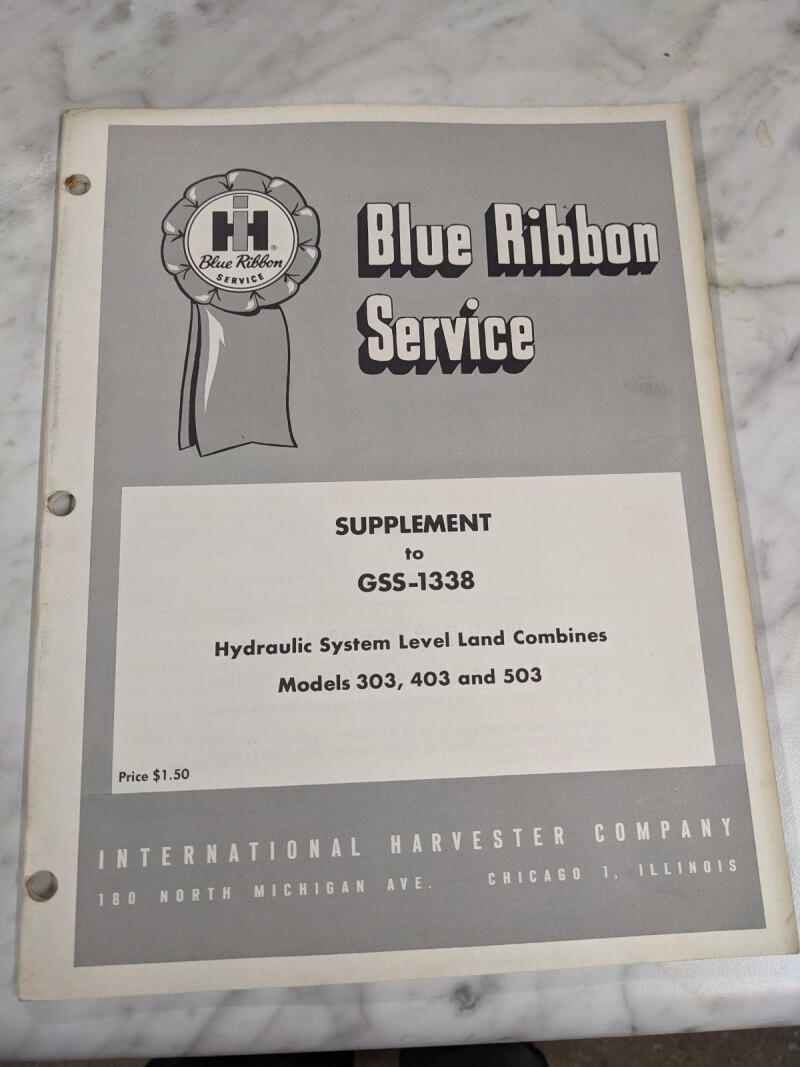 IH ®
Blue Ribbon
SERVICE
Blue Ribbon
Service
SUPPLEMENT
to
GSS-1338
Hydraulic System Level Land Combines
Models 303, 403 and 503
Price $1.50
INTERNATIONAL HARVESTER COMPANY
180 NORTH MICHIGAN AVE. CHICAGO 1, ILLINOIS